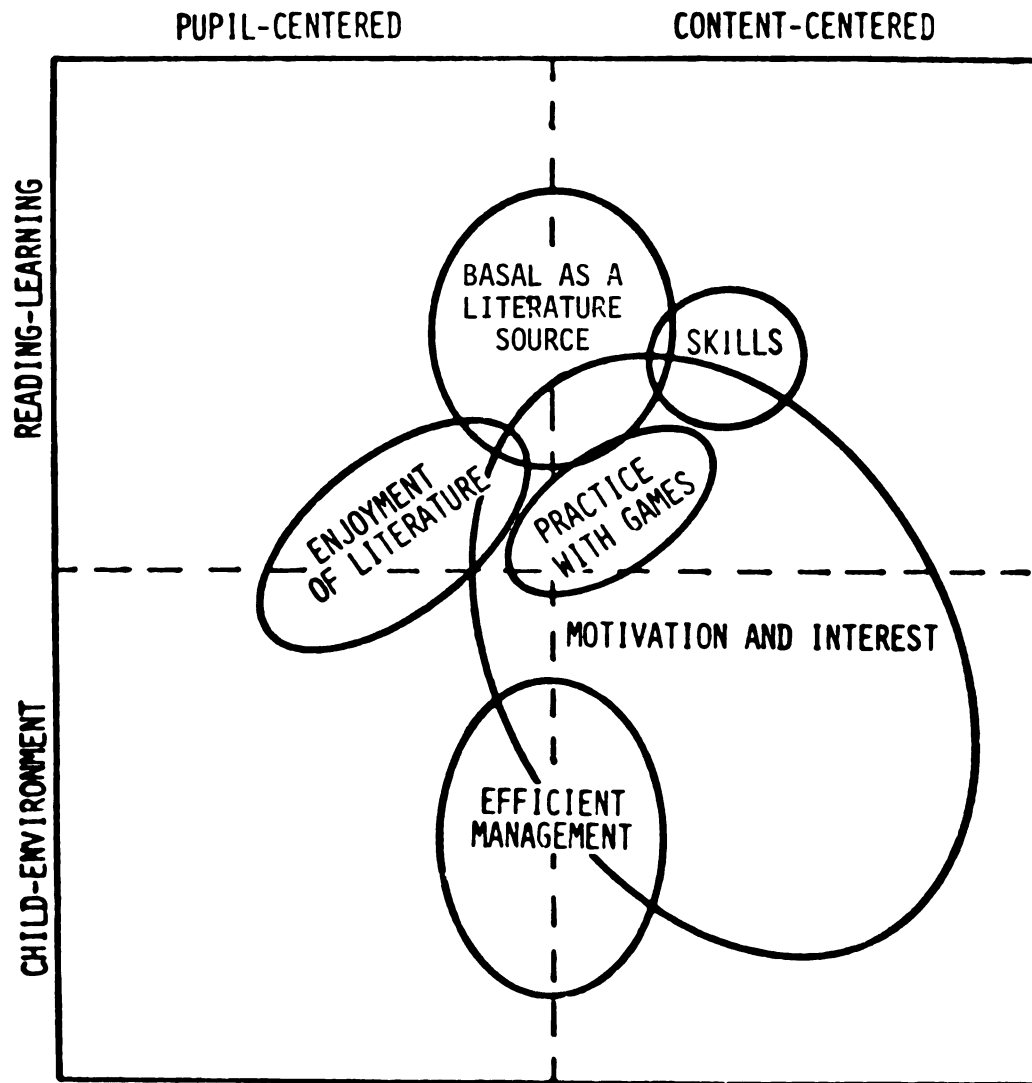 PUPIL-CENTERED
CONTENT-CENTERED
READING-LEARNING
BASAL AS A
LITERATURE
SOURCE
SKILLS
ENJOYMENT
OF LITERATURE
PRACTICE
WITH GAMES
MOTIVATION AND INTEREST
CHILD-ENVIRONMENT
EFFICIENT
MANAGEMENT